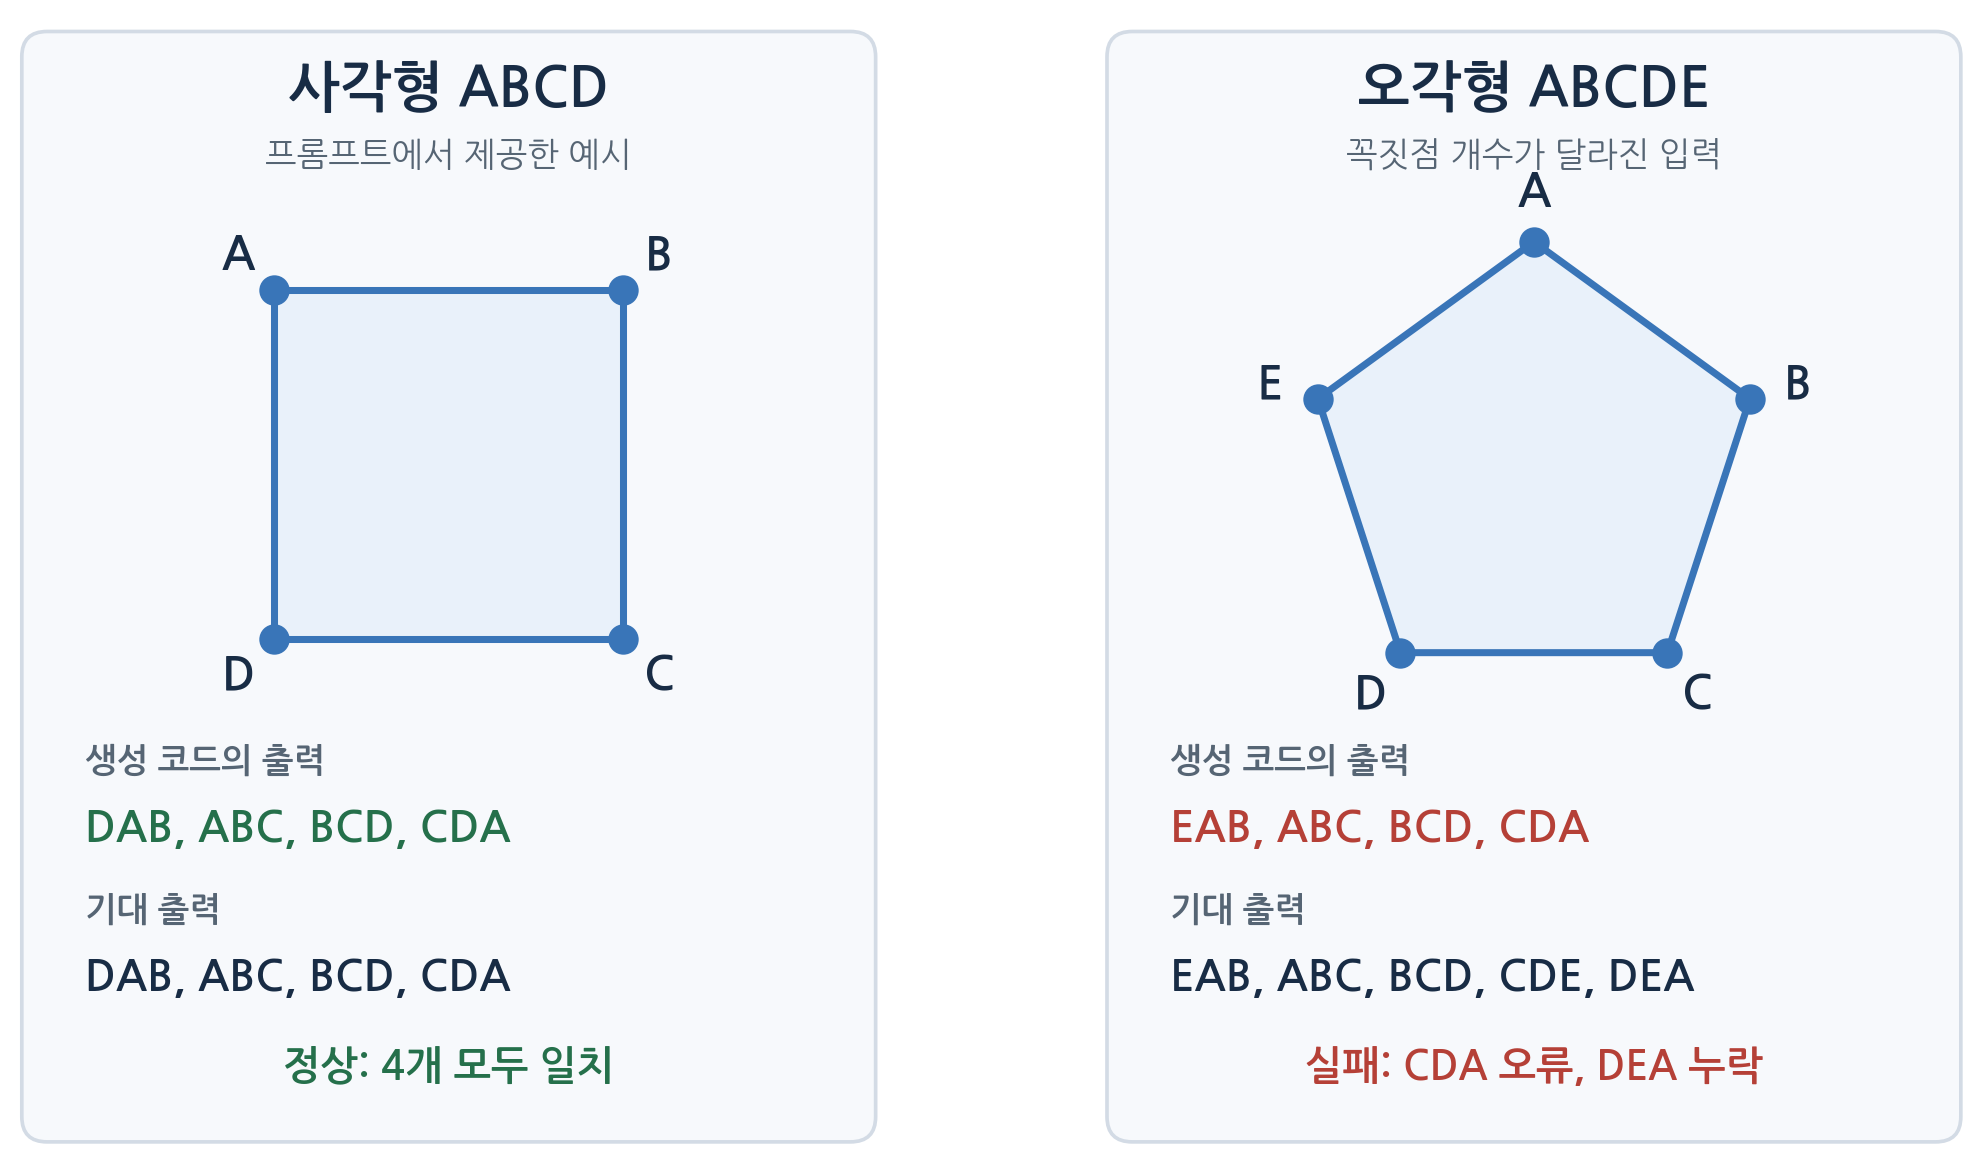 사각형 ABCD
프롬프트에서 제공한 예시
A
B
D
C
생성 코드의 출력
DAB, ABC, BCD, CDA
기대 출력
DAB, ABC, BCD, CDA
정상: 4개 모두 일치
오각형 ABCDE
꼭짓점 개수가 달라진 입력
A
E
B
D
C
생성 코드의 출력
EAB, ABC, BCD, CDA
기대 출력
EAB, ABC, BCD, CDE, DEA
실패: CDA 오류, DEA 누락